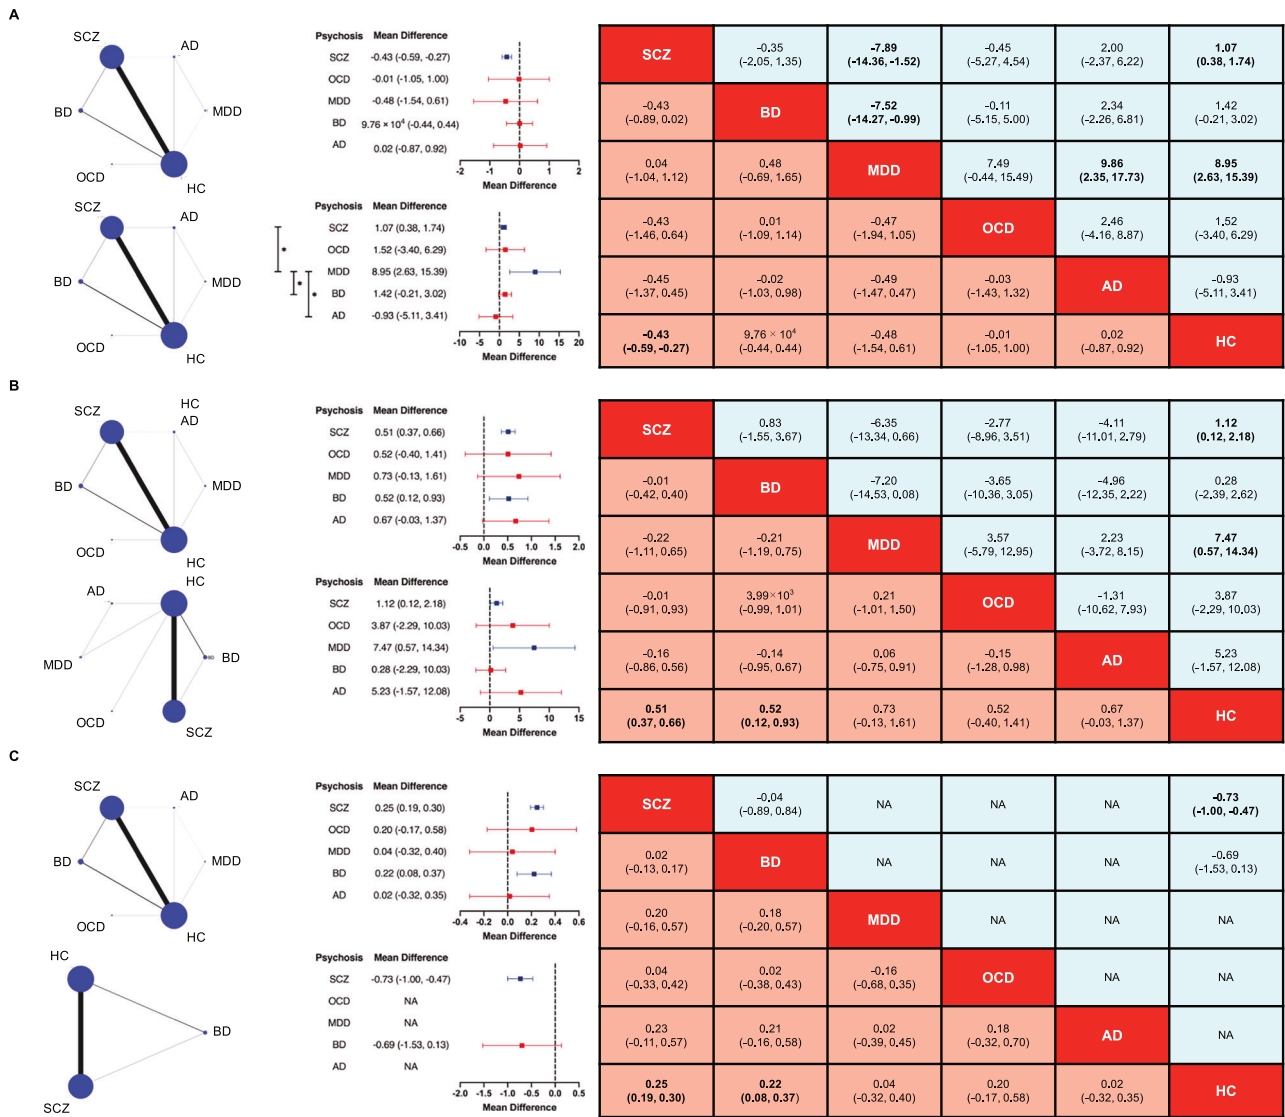 A
SCZ
AD
BD
MDD
OCD
HC
SCZ
AD
BD
MDD
OCD
HC
Psychosis Mean Difference
SCZ -0.43 (-0.59, -0.27)
OCD -0.01 (-1.05, 1.00)
MDD -0.48 (-1.54, 0.61)
BD 9.76 × 10⁴ (-0.44, 0.44)
AD 0.02 (-0.87, 0.92)
-2 -1 0 1 2
Mean Difference
Psychosis Mean Difference
SCZ 1.07 (0.38, 1.74)
OCD 1.52 (-3.40, 6.29)
MDD 8.95 (2.63, 15.39)
BD 1.42 (-0.21, 3.02)
AD -0.93 (-5.11, 3.41)
*
*
*
-10 -5 0 5 10 15 20
Mean Difference
SCZ -0.35 -7.89 -0.45 2.00 1.07
(-2.05, 1.35) (-14.36, -1.52) (-5.27, 4.54) (-2.37, 6.22) (0.38, 1.74)
-0.43 BD -7.52 -0.11 2.34 1.42
(-0.89, 0.02) (-14.27, -0.99) (-5.15, 5.00) (-2.26, 6.81) (-0.21, 3.02)
0.04 0.48 MDD 7.49 9.86 8.95
(-1.04, 1.12) (-0.69, 1.65) (-0.44, 15.49) (2.35, 17.73) (2.63, 15.39)
-0.43 0.01 -0.47 OCD 2.46 1.52
(-1.46, 0.64) (-1.09, 1.14) (-1.94, 1.05) (-4.16, 8.87) (-3.40, 6.29)
-0.45 -0.02 -0.49 -0.03 AD -0.93
(-1.37, 0.45) (-1.03, 0.98) (-1.47, 0.47) (-1.43, 1.32) (-5.11, 3.41)
-0.43 9.76 × 10⁴ -0.48 -0.01 0.02 HC
(-0.59, -0.27) (-0.44, 0.44) (-1.54, 0.61) (-1.05, 1.00) (-0.87, 0.92)
B
SCZ
HC
AD
BD
MDD
OCD
HC
HC
AD
MDD
BD
OCD
SCZ
Psychosis Mean Difference
SCZ 0.51 (0.37, 0.66)
OCD 0.52 (-0.40, 1.41)
MDD 0.73 (-0.13, 1.61)
BD 0.52 (0.12, 0.93)
AD 0.67 (-0.03, 1.37)
-0.5 0.0 0.5 1.0 1.5 2.0
Mean Difference
Psychosis Mean Difference
SCZ 1.12 (0.12, 2.18)
OCD 3.87 (-2.29, 10.03)
MDD 7.47 (0.57, 14.34)
BD 0.28 (-2.29, 10.03)
AD 5.23 (-1.57, 12.08)
-5 0 5 10 15
Mean Difference
SCZ 0.83 -6.35 -2.77 -4.11 1.12
(-1.55, 3.67) (-13.34, 0.66) (-8.96, 3.51) (-11.01, 2.79) (0.12, 2.18)
-0.01 BD -7.20 -3.65 -4.96 0.28
(-0.42, 0.40) (-14.53, 0.08) (-10.36, 3.05) (-12.35, 2.22) (-2.39, 2.62)
-0.22 -0.21 MDD 3.57 2.23 7.47
(-1.11, 0.65) (-1.19, 0.75) (-5.79, 12.95) (-3.72, 8.15) (0.57, 14.34)
-0.01 3.99×10³ 0.21 OCD -1.31 3.87
(-0.91, 0.93) (-0.99, 1.01) (-1.01, 1.50) (-10.62, 7.93) (-2.29, 10.03)
-0.16 -0.14 0.06 -0.15 AD 5.23
(-0.86, 0.56) (-0.95, 0.67) (-0.75, 0.91) (-1.28, 0.98) (-1.57, 12.08)
0.51 0.52 0.73 0.52 0.67 HC
(0.37, 0.66) (0.12, 0.93) (-0.13, 1.61) (-0.40, 1.41) (-0.03, 1.37)
C
SCZ
AD
BD
MDD
OCD
HC
HC
BD
SCZ
Psychosis Mean Difference
SCZ 0.25 (0.19, 0.30)
OCD 0.20 (-0.17, 0.58)
MDD 0.04 (-0.32, 0.40)
BD 0.22 (0.08, 0.37)
AD 0.02 (-0.32, 0.35)
-0.4 -0.2 0.0 0.2 0.4 0.6
Mean Difference
Psychosis Mean Difference
SCZ -0.73 (-1.00, -0.47)
OCD NA
MDD NA
BD -0.69 (-1.53, 0.13)
AD NA
-2.0 -1.5 -1.0 -0.5 0.0 0.5
Mean Difference
SCZ -0.04 NA NA NA -0.73
(-0.89, 0.84) (-1.00, -0.47)
0.02 BD NA NA NA -0.69
(-0.13, 0.17) (-1.53, 0.13)
0.20 0.18 MDD NA NA NA
(-0.16, 0.57) (-0.20, 0.57)
0.04 0.02 -0.16 OCD NA NA
(-0.33, 0.42) (-0.38, 0.43) (-0.68, 0.35)
0.23 0.21 0.02 0.18 AD NA
(-0.11, 0.57) (-0.16, 0.58) (-0.39, 0.45) (-0.32, 0.70)
0.25 0.22 0.04 0.20 0.02 HC
(0.19, 0.30) (0.08, 0.37) (-0.32, 0.40) (-0.17, 0.58) (-0.32, 0.35)